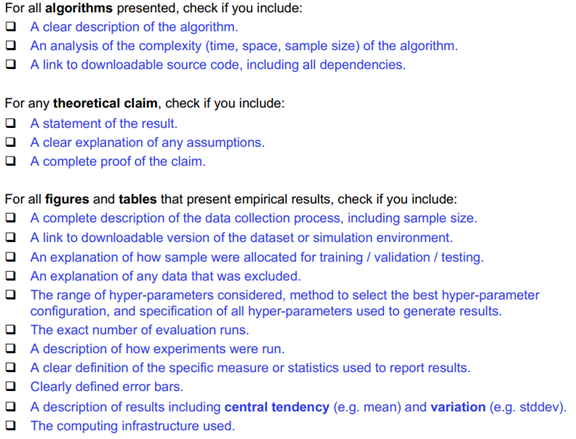 For all algorithms presented, check if you include:
A clear description of the algorithm.
An analysis of the complexity (time, space, sample size) of the algorithm.
A link to downloadable source code, including all dependencies.
For any theoretical claim, check if you include:
A statement of the result.
A clear explanation of any assumptions.
A complete proof of the claim.
For all figures and tables that present empirical results, check if you include:
A complete description of the data collection process, including sample size.
A link to downloadable version of the dataset or simulation environment.
An explanation of how sample were allocated for training / validation / testing.
An explanation of any data that was excluded.
The range of hyper-parameters considered, method to select the best hyper-parameter
configuration, and specification of all hyper-parameters used to generate results.
The exact number of evaluation runs.
A description of how experiments were run.
A clear definition of the specific measure or statistics used to report results.
Clearly defined error bars.
A description of results including central tendency (e.g. mean) and variation (e.g. stddev).
The computing infrastructure used.